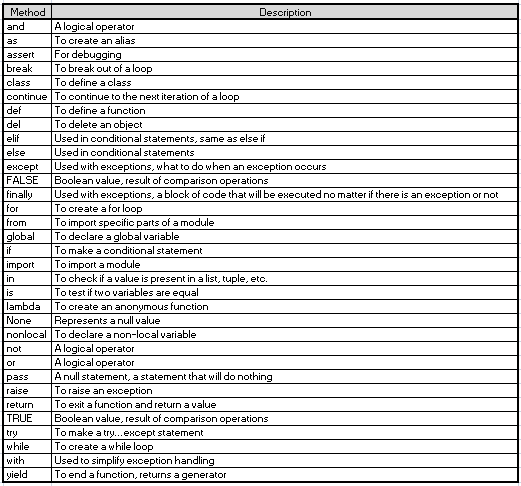 Method Description
and A logical operator
as To create an alias
assert For debugging
break To break out of a loop
class To define a class
continue To continue to the next iteration of a loop
def To define a function
del To delete an object
elif Used in conditional statements, same as else if
else Used in conditional statements
except Used with exceptions, what to do when an exception occurs
FALSE Boolean value, result of comparison operations
finally Used with exceptions, a block of code that will be executed no matter if there is an exception or not
for To create a for loop
from To import specific parts of a module
global To declare a global variable
if To make a conditional statement
import To import a module
in To check if a value is present in a list, tuple, etc.
is To test if two variables are equal
lambda To create an anonymous function
None Represents a null value
nonlocal To declare a non-local variable
not A logical operator
or A logical operator
pass A null statement, a statement that will do nothing
raise To raise an exception
return To exit a function and return a value
TRUE Boolean value, result of comparison operations
try To make a try...except statement
while To create a while loop
with Used to simplify exception handling
yield To end a function, returns a generator